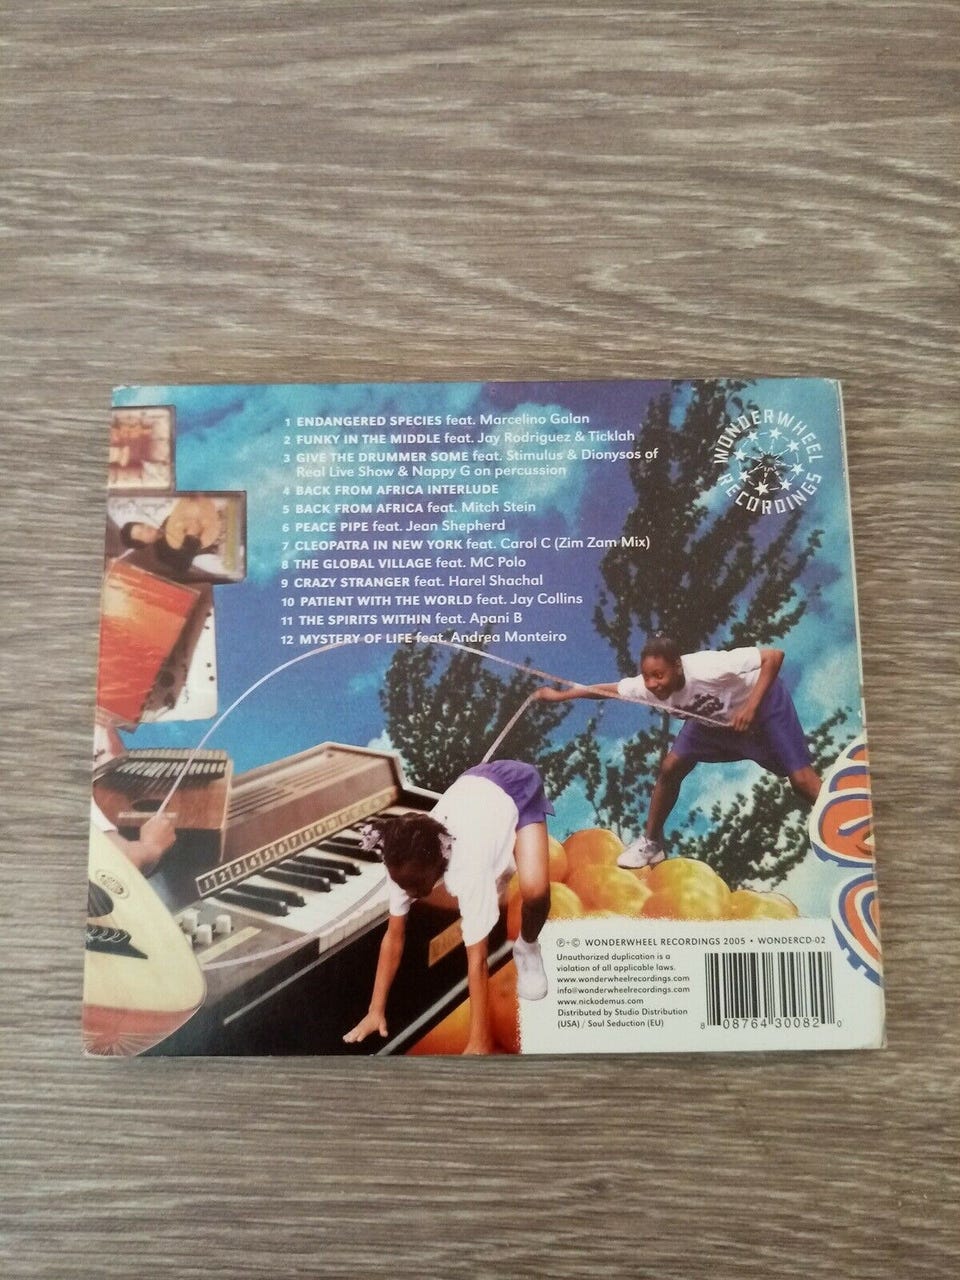 1 ENDANGERED SPECIES feat. Marcelino Galan
2 FUNKY IN THE MIDDLE feat. Jay Rodriguez & Ticklah
3 GIVE THE DRUMMER SOME feat. Stimulus & Dionysos of
Real Live Show & Nappy G on percussion
4 BACK FROM AFRICA INTERLUDE
5 BACK FROM AFRICA feat. Mitch Stein
6 PEACE PIPE feat. Jean Shepherd
7 CLEOPATRA IN NEW YORK feat. Carol C (Zim Zam Mix)
8 THE GLOBAL VILLAGE feat. MC Polo
9 CRAZY STRANGER feat. Harel Shachal
10 PATIENT WITH THE WORLD feat. Jay Collins
11 THE SPIRITS WITHIN feat. Apani B
12 MYSTERY OF LIFE feat. Andrea Monteiro
WONDERWHEEL
RECORDINGS
℗+© WONDERWHEEL RECORDINGS 2005 • WONDERCD-02
Unauthorized duplication is a
violation of all applicable laws.
www.wonderwheelrecordings.com
info@wonderwheelrecordings.com
www.nickodemus.com
Distributed by Studio Distribution
(USA) / Soul Seduction (EU)
8 08764 30082 0